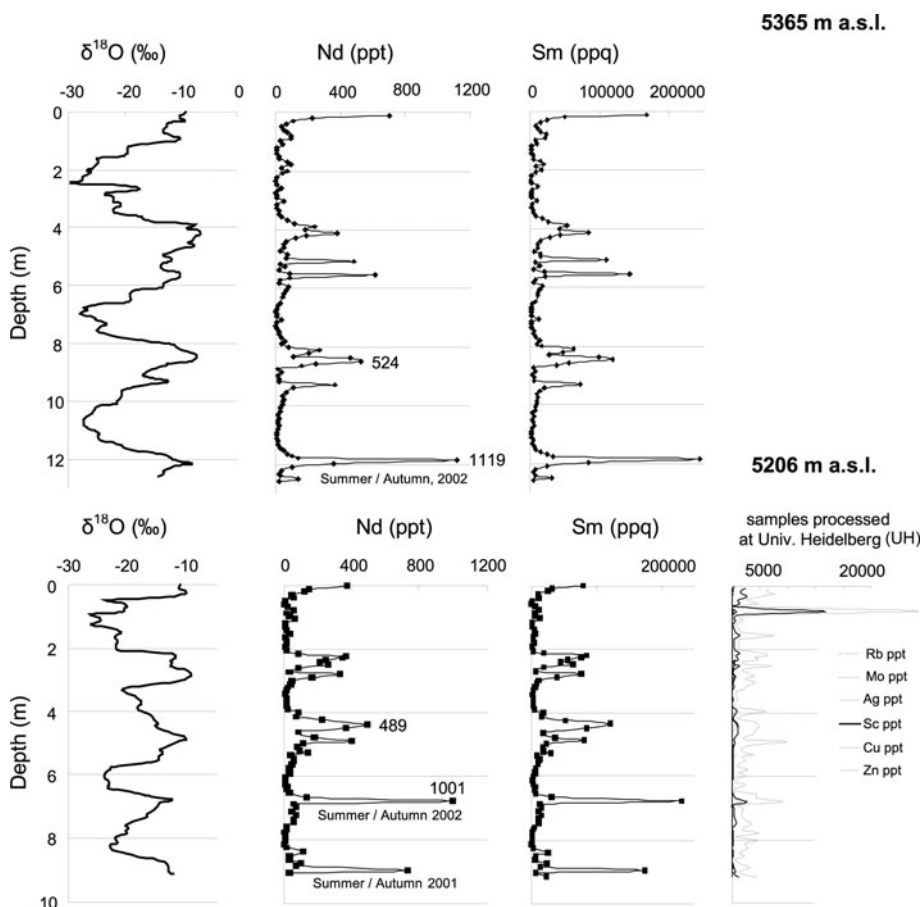 5365 m a.s.l.
δ18O (‰)
Nd (ppt)
Sm (ppq)
-30 -20 -10 0
0 400 800 1200
0 100000 200000
Depth (m)
0
2
4
6
8
10
12
524
1119
Summer / Autumn, 2002
5206 m a.s.l.
δ18O (‰)
Nd (ppt)
Sm (ppq)
samples processed
at Univ. Heidelberg (UH)
-30 -20 -10 0
0 400 800 1200
200000
5000 20000
Depth (m)
0
2
4
6
8
10
489
1001
Summer / Autumn 2002
Summer / Autumn 2001
Rb ppt
Mo ppt
Ag ppt
Sc ppt
Cu ppt
Zn ppt